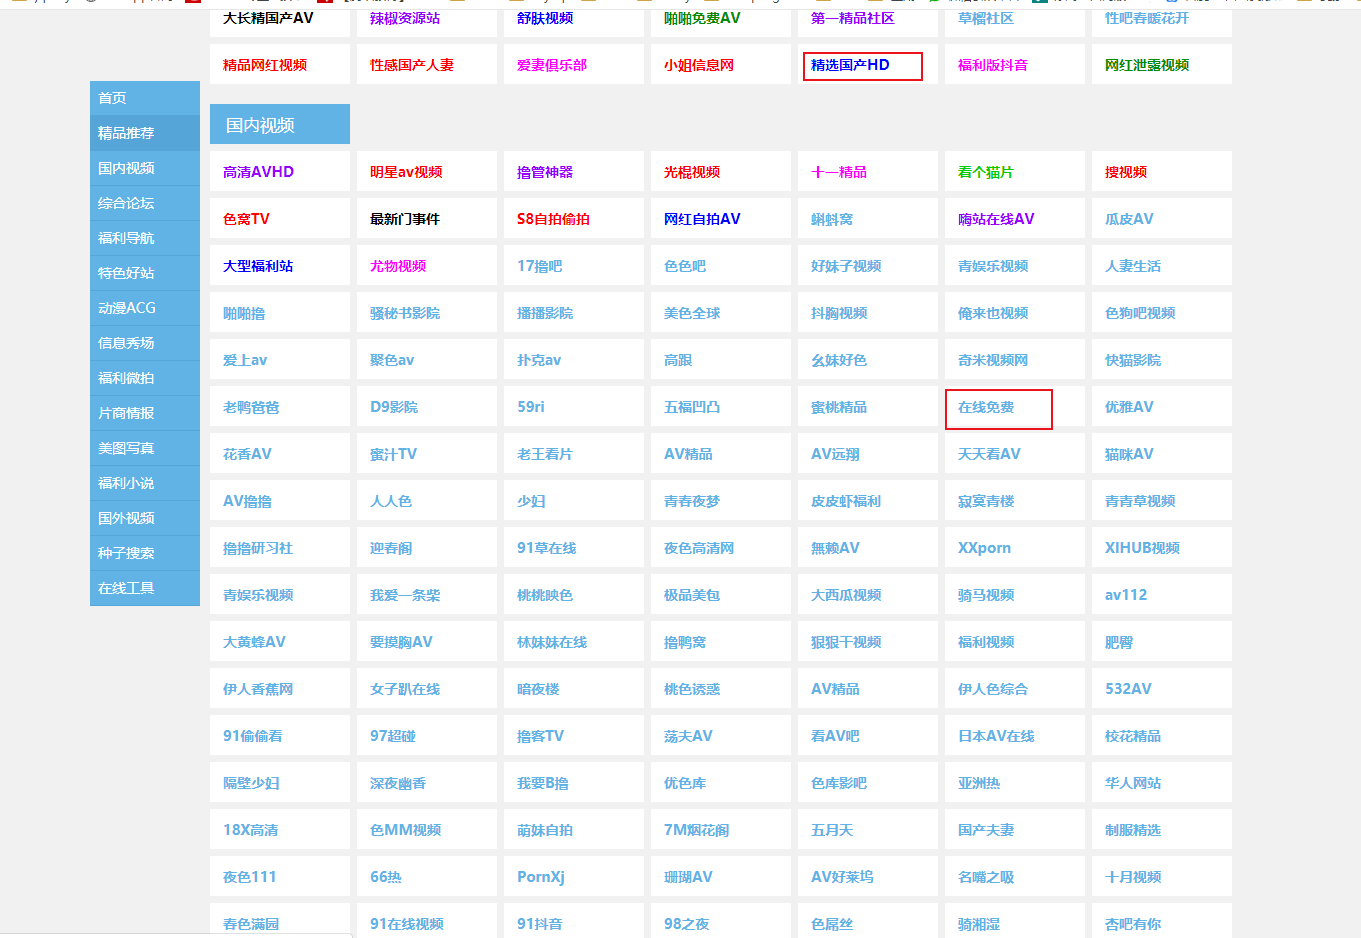 大长精国产AV 辣椒资源站 舒肤视频 啪啪免费AV 第一精品社区 草榴社区 性吧春暖花开
精品网红视频 性感国产人妻 爱妻俱乐部 小姐信息网 精选国产HD 福利版抖音 网红泄露视频
首页
精品推荐
国内视频
综合论坛
福利导航
特色好站
动漫ACG
信息秀场
福利微拍
片商情报
美图写真
福利小说
国外视频
种子搜索
在线工具
国内视频
高清AVHD 明星av视频 撸管神器 光棍视频 十一精品 看个猫片 搜视频
色窝TV 最新门事件 S8自拍偷拍 网红自拍AV 蝌蚪窝 嗨站在线AV 瓜皮AV
大型福利站 尤物视频 17撸吧 色色吧 好妹子视频 青娱乐视频 人妻生活
啪啪撸 骚秘书影院 播播影院 美色全球 抖胸视频 俺来也视频 色狗吧视频
爱上av 聚色av 扑克av 高跟 幺妹好色 奇米视频网 快猫影院
老鸭爸爸 D9影院 59ri 五福凹凸 蜜桃精品 在线免费 优雅AV
花香AV 蜜汁TV 老王看片 AV精品 AV远翔 天天看AV 猫咪AV
AV撸撸 人人色 少妇 青春夜梦 皮皮虾福利 寂寞青楼 青青草视频
撸撸研习社 迎春阁 91草在线 夜色高清网 無赖AV XXporn XIHUB视频
青娱乐视频 我爱一条柴 桃桃映色 极品美包 大西瓜视频 骑马视频 av112
大黄蜂AV 要摸胸AV 林妹妹在线 撸鸭窝 狠狠干视频 福利视频 肥臀
伊人香蕉网 女子趴在线 暗夜楼 桃色诱惑 AV精品 伊人色综合 532AV
91偷偷看 97超碰 撸客TV 荡夫AV 看AV吧 日本AV在线 校花精品
隔壁少妇 深夜幽香 我要B撸 优色库 色库影吧 亚洲热 华人网站
18X高清 色MM视频 萌妹自拍 7M烟花阁 五月天 国产夫妻 制服精选
夜色111 66热 PornXj 珊瑚AV AV好莱坞 名嘴之吸 十月视频
春色满园 91在线视频 91抖音 98之夜 色屌丝 骑湘湿 杏吧有你